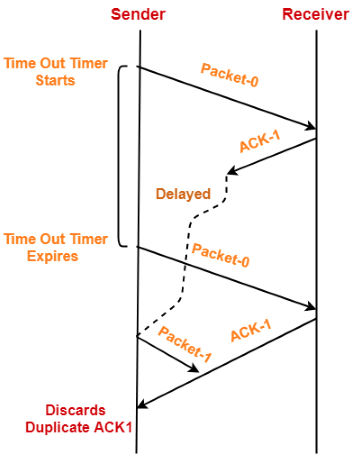 Sender
Receiver
Time Out Timer
Starts
Packet-0
ACK-1
Delayed
Time Out Timer
Expires
Packet-0
Packet-1
ACK-1
Discards
Duplicate ACK1